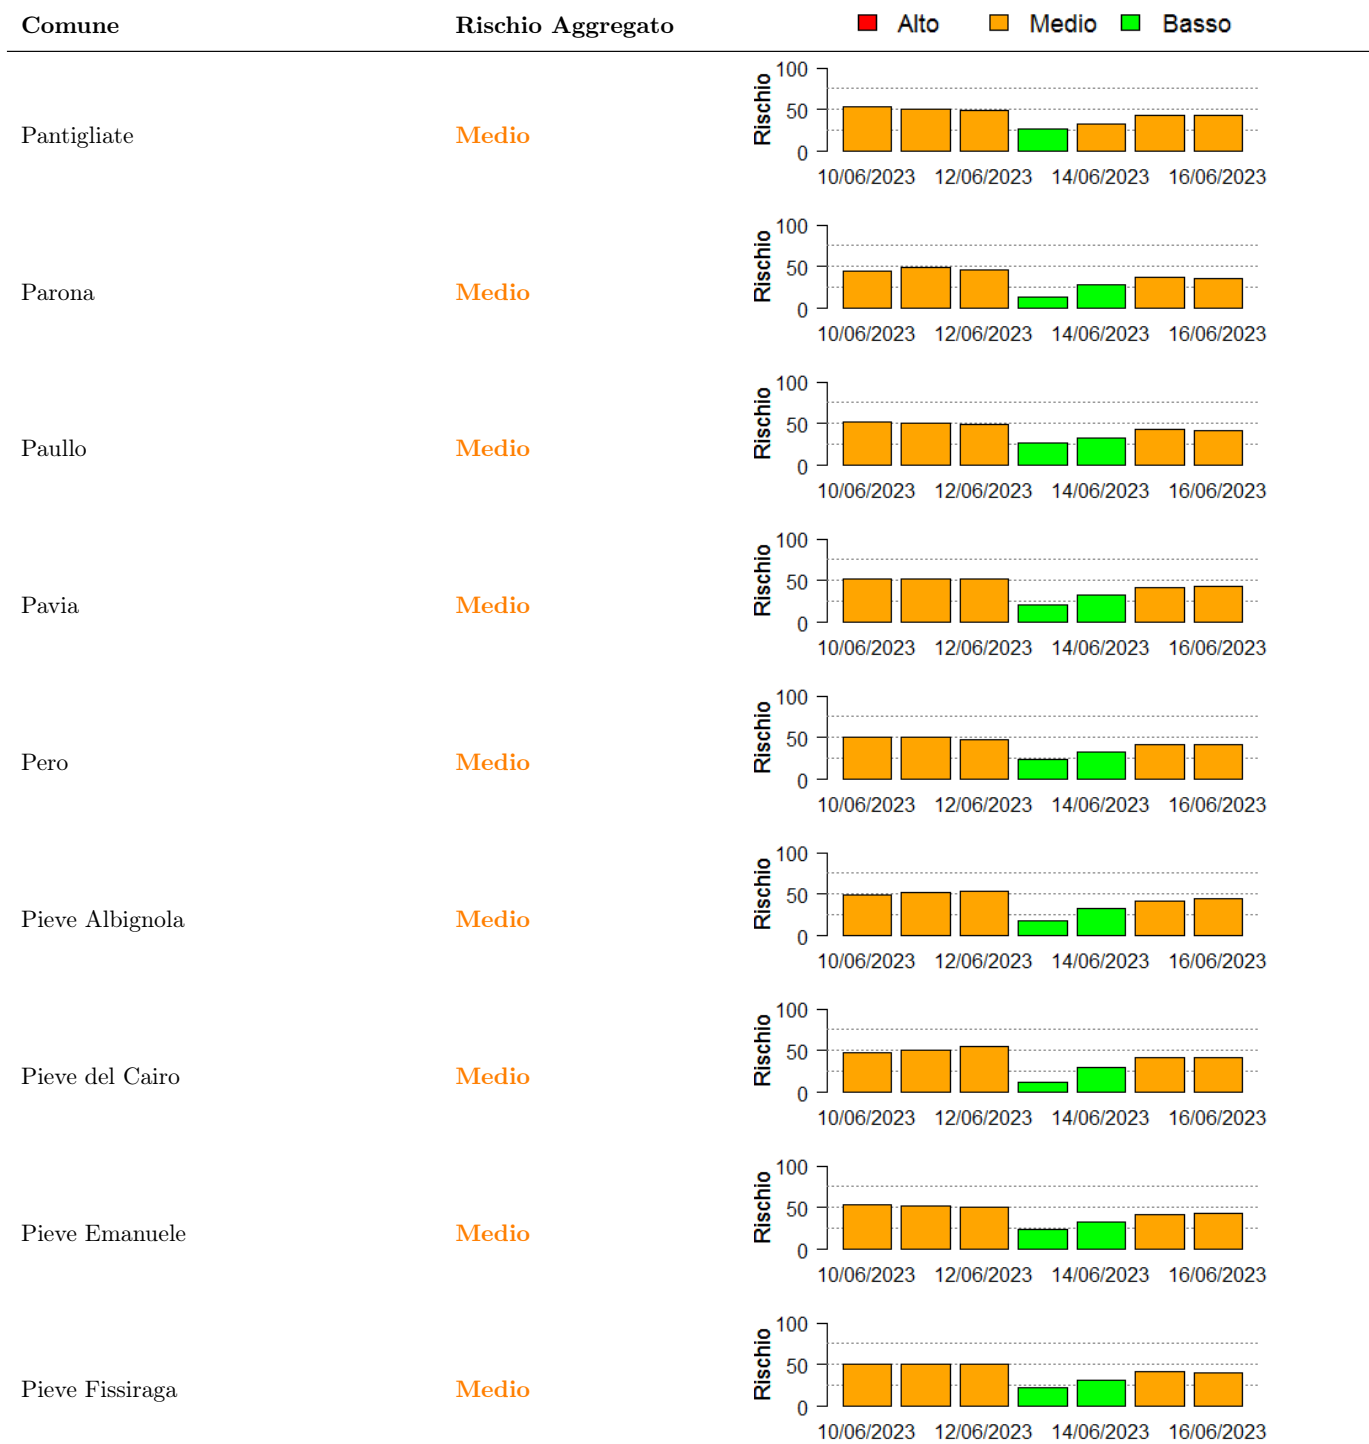 Comune Rischio Aggregato Alto Medio Basso
Pantigliate Medio Rischio 100 50 0
10/06/2023 12/06/2023 14/06/2023 16/06/2023
Parona Medio Rischio 100 50 0
10/06/2023 12/06/2023 14/06/2023 16/06/2023
Paullo Medio Rischio 100 50 0
10/06/2023 12/06/2023 14/06/2023 16/06/2023
Pavia Medio Rischio 100 50 0
10/06/2023 12/06/2023 14/06/2023 16/06/2023
Pero Medio Rischio 100 50 0
10/06/2023 12/06/2023 14/06/2023 16/06/2023
Pieve Albignola Medio Rischio 100 50 0
10/06/2023 12/06/2023 14/06/2023 16/06/2023
Pieve del Cairo Medio Rischio 100 50 0
10/06/2023 12/06/2023 14/06/2023 16/06/2023
Pieve Emanuele Medio Rischio 100 50 0
10/06/2023 12/06/2023 14/06/2023 16/06/2023
Pieve Fissiraga Medio Rischio 100 50 0
10/06/2023 12/06/2023 14/06/2023 16/06/2023